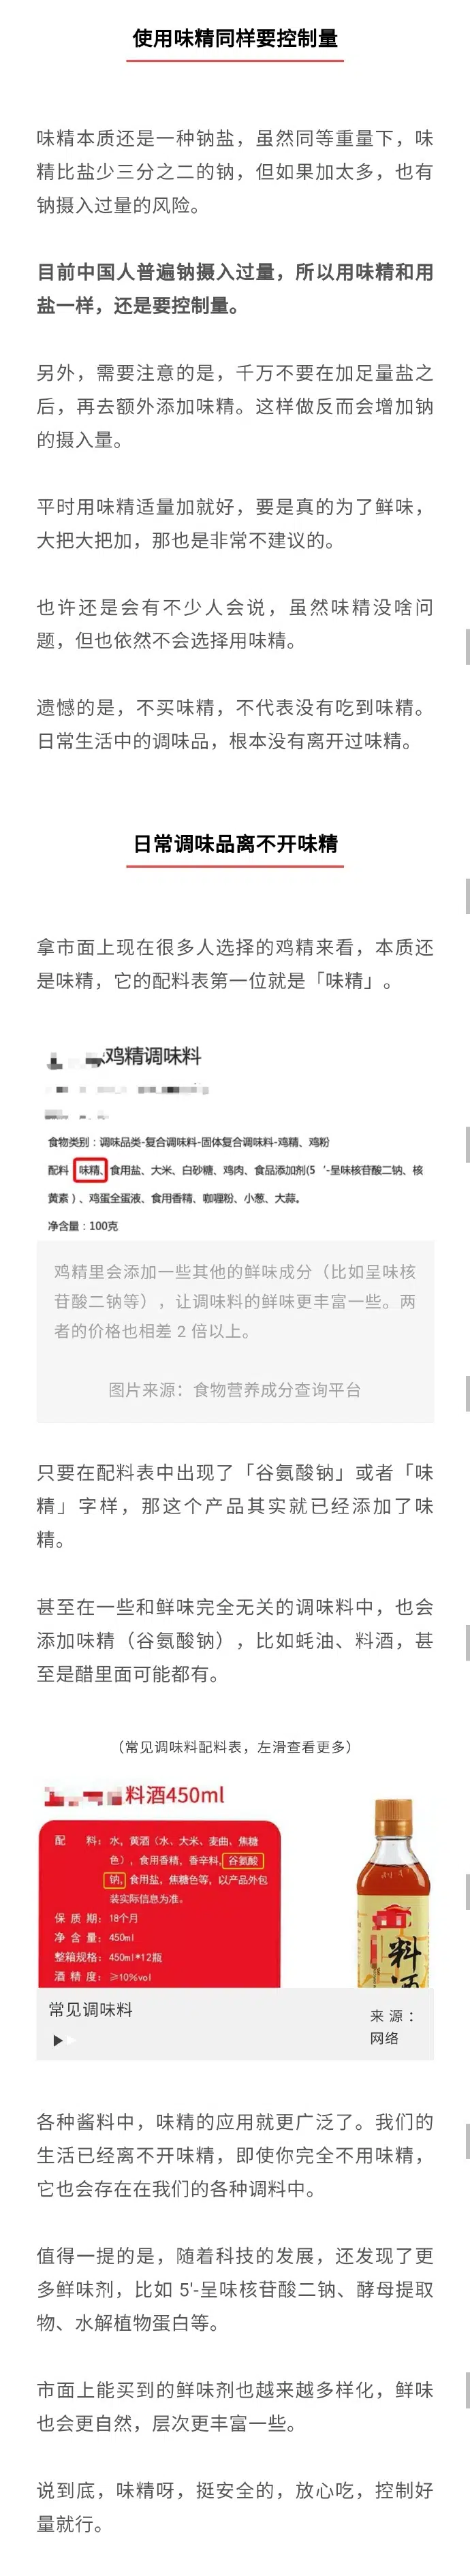 使用味精同样要控制量
味精本质还是一种钠盐，虽然同等重量下，味
精比盐少三分之二的钠，但如果加太多，也有
钠摄入过量的风险。
目前中国人普遍钠摄入过量，所以用味精和用
盐一样，还是要控制量。
另外，需要注意的是，千万不要在加足量盐之
后，再去额外添加味精。这样做反而会增加钠
的摄入量。
平时用味精适量加就好，要是真的为了鲜味，
大把大把加，那也是非常不建议的。
也许还是会有不少人会说，虽然味精没啥问
题，但也依然不会选择用味精。
遗憾的是，不买味精，不代表没有吃到味精。
日常生活中的调味品，根本没有离开过味精。
日常调味品离不开味精
拿市面上现在很多人选择的鸡精来看，本质还
是味精，它的配料表第一位就是「味精」。
鸡精调味料
食物类别：调味品类-复合调味料-固体复合调味料-鸡精、鸡粉
配料 味精、食用盐、大米、白砂糖、鸡肉、食品添加剂(5‘-呈味核苷酸二钠、核
黄素）、鸡蛋全蛋液、食用香精、咖喱粉、小葱、大蒜。
净含量：100克
鸡精里会添加一些其他的鲜味成分（比如呈味核
苷酸二钠等），让调味料的鲜味更丰富一些。两
者的价格也相差 2 倍以上。
图片来源：食物营养成分查询平台
只要在配料表中出现了「谷氨酸钠」或者「味
精」字样，那这个产品其实就已经添加了味
精。
甚至在一些和鲜味完全无关的调味料中，也会
添加味精（谷氨酸钠），比如蚝油、料酒，甚
至是醋里面可能都有。
（常见调味料配料表，左滑查看更多）
料酒450ml
配 料：水，黄酒（水、大米、麦曲、焦糖
色），食用香精，香辛料，谷氨酸
钠，食用盐，焦糖色等，以产品外包
装实际信息为准。
保 质 期：18个月
净 含 量：450ml
整箱规格：450ml*12瓶
酒 精 度：≥10%vol
料酒
常见调味料
来源：
网络
各种酱料中，味精的应用就更广泛了。我们的
生活已经离不开味精，即使你完全不用味精，
它也会存在在我们的各种调料中。
值得一提的是，随着科技的发展，还发现了更
多鲜味剂，比如 5'-呈味核苷酸二钠、酵母提取
物、水解植物蛋白等。
市面上能买到的鲜味剂也越来越多样化，鲜味
也会更自然，层次更丰富一些。
说到底，味精呀，挺安全的，放心吃，控制好
量就行。